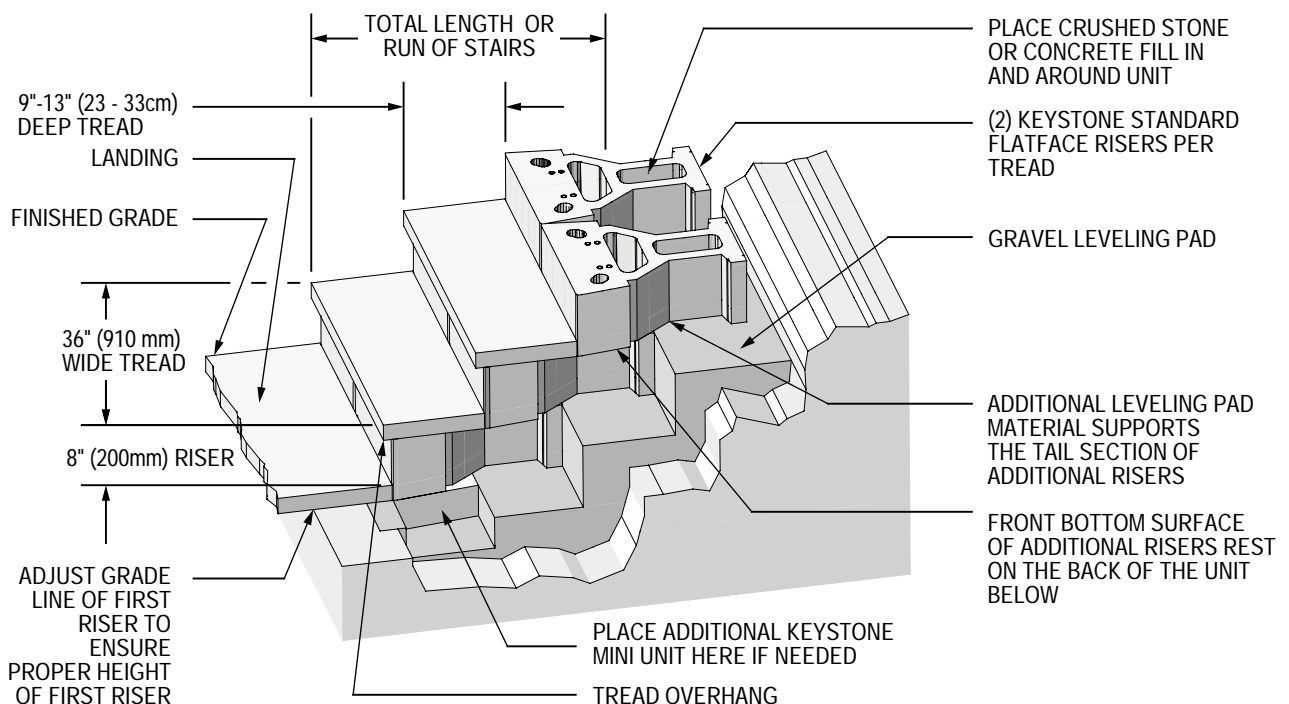 TOTAL LENGTH OR
RUN OF STAIRS
9"-13" (23 - 33cm)
DEEP TREAD
LANDING
FINISHED GRADE
36" (910 mm)
WIDE TREAD
8" (200mm) RISER
ADJUST GRADE
LINE OF FIRST
RISER TO
ENSURE
PROPER HEIGHT
OF FIRST RISER
PLACE CRUSHED STONE
OR CONCRETE FILL IN
AND AROUND UNIT
(2) KEYSTONE STANDARD
FLATFACE RISERS PER
TREAD
GRAVEL LEVELING PAD
ADDITIONAL LEVELING PAD
MATERIAL SUPPORTS
THE TAIL SECTION OF
ADDITIONAL RISERS
FRONT BOTTOM SURFACE
OF ADDITIONAL RISERS REST
ON THE BACK OF THE UNIT
BELOW
PLACE ADDITIONAL KEYSTONE
MINI UNIT HERE IF NEEDED
TREAD OVERHANG